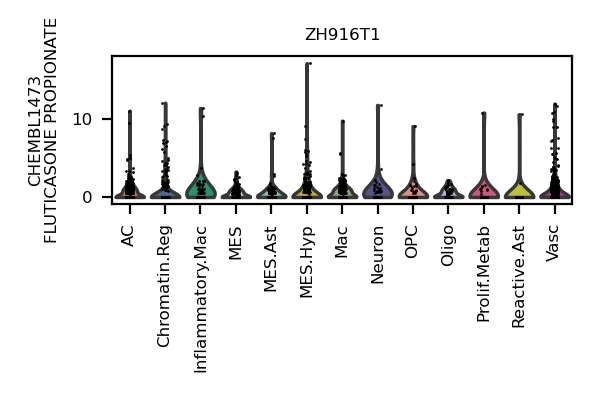 ZH916T1
CHEMBL1473
FLUTICASONE PROPIONATE
10
0
AC
Chromatin.Reg
Inflammatory.Mac
MES
MES.Ast
MES.Hyp
Mac
Neuron
OPC
Oligo
Prolif.Metab
Reactive.Ast
Vasc